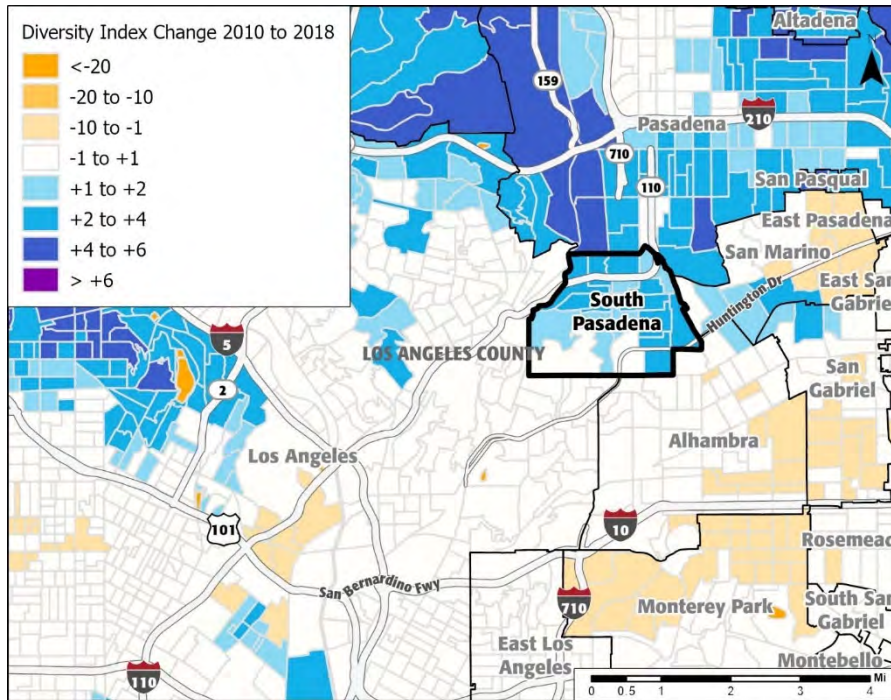 Diversity Index Change 2010 to 2018
<-20
-20 to -10
-10 to -1
-1 to +1
+1 to +2
+2 to +4
+4 to +6
> +6
Altadena
159
210
Pasadena
710
110
San Pasqual
East Pasadena
San Marino
East San
Gabriel
Huntington Dr
South
Pasadena
5
LOS ANGELES COUNTY
2
San
Gabriel
Alhambra
Los Angeles
101
10
Rosemead
San Bernardino Fwy
710
Monterey Park
South San
Gabriel
East Los
Angeles
Montebello
110
0 0.5 1 2 3 4
MI